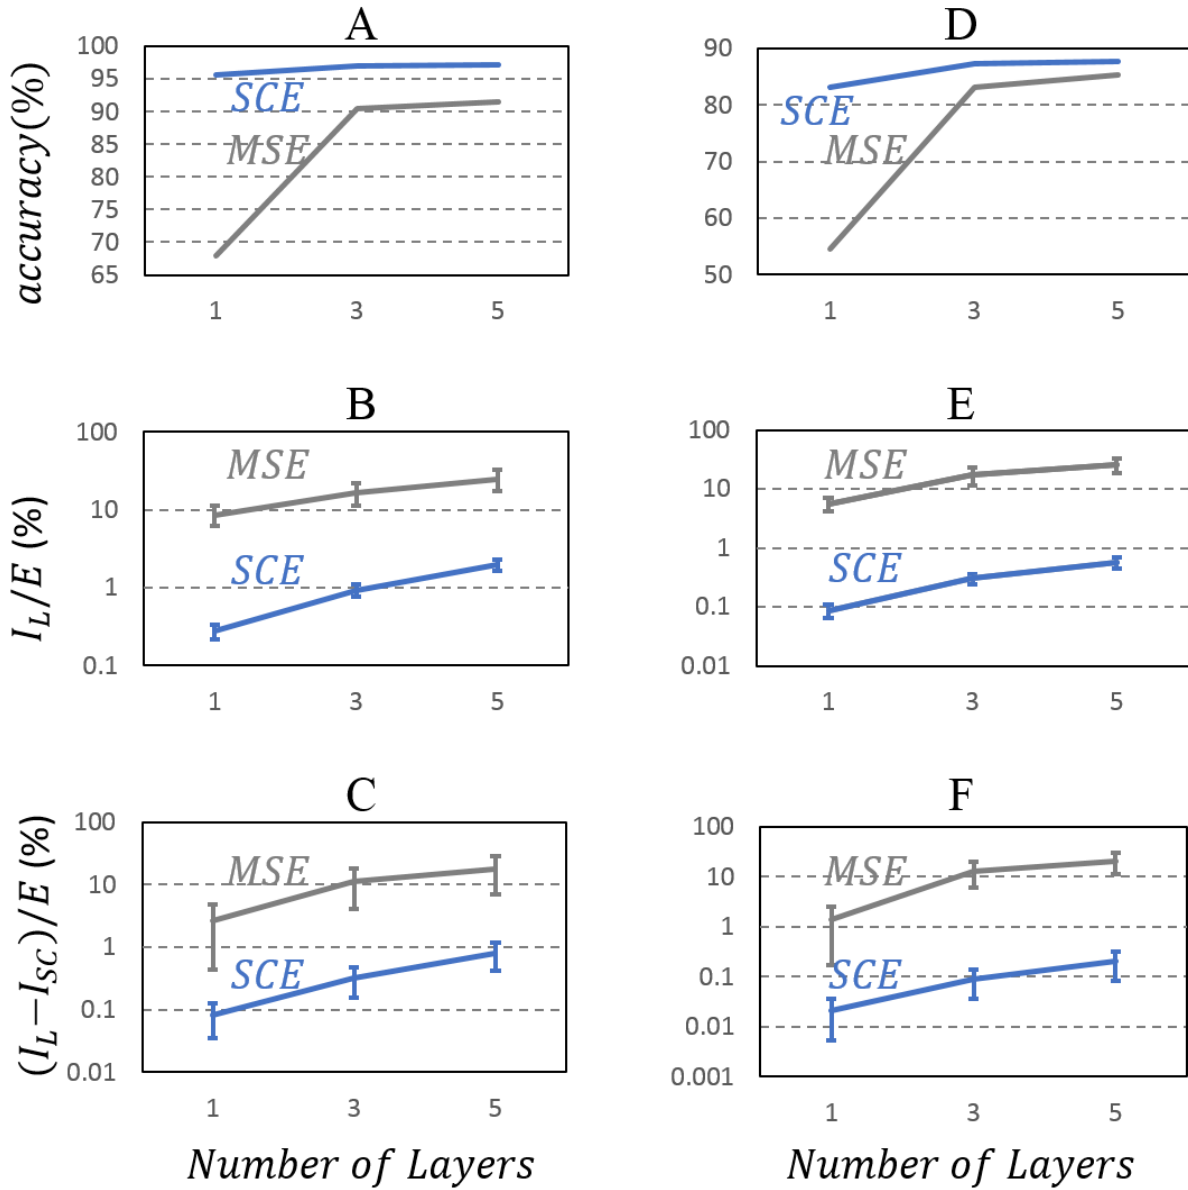 A
accuracy(%)
100
95
90
85
80
75
70
65
SCE
MSE
1 3 5
D
90
80
70
60
50
SCE
MSE
1 3 5
B
I_L/E (%)
100
10
1
0.1
MSE
SCE
1 3 5
E
100
10
1
0.1
0.01
MSE
SCE
1 3 5
C
(I_L−I_SC)/E (%)
100
10
1
0.1
0.01
MSE
SCE
1 3 5
Number of Layers
F
100
10
1
0.1
0.01
0.001
MSE
SCE
1 3 5
Number of Layers